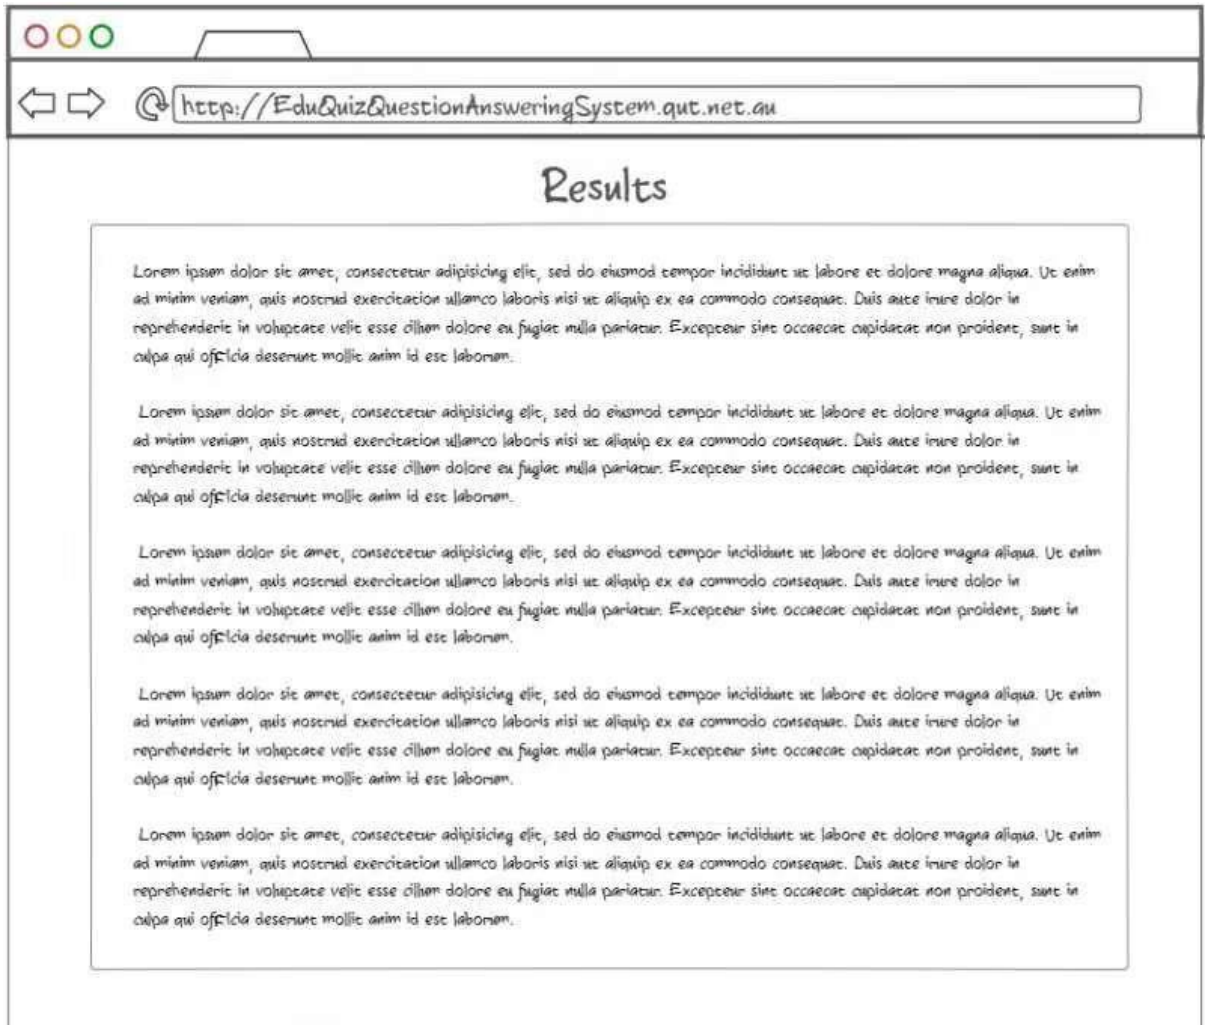 http://EduQuizQuestionAnsweringSystem.qut.net.au
Results
Lorem ipsum dolor sit amet, consectetur adipisicing elit, sed do eiusmod tempor incididunt ut labore et dolore magna aliqua. Ut enim
ad minim veniam, quis nostrud exercitation ullamco laboris nisi ut aliquip ex ea commodo consequat. Duis aute irure dolor in
reprehenderit in voluptate velit esse cillum dolore eu fugiat nulla pariatur. Excepteur sint occaecat cupidatat non proident, sunt in
culpa qui officia deserunt mollit anim id est laborum.
Lorem ipsum dolor sit amet, consectetur adipisicing elit, sed do eiusmod tempor incididunt ut labore et dolore magna aliqua. Ut enim
ad minim veniam, quis nostrud exercitation ullamco laboris nisi ut aliquip ex ea commodo consequat. Duis aute irure dolor in
reprehenderit in voluptate velit esse cillum dolore eu fugiat nulla pariatur. Excepteur sint occaecat cupidatat non proident, sunt in
culpa qui officia deserunt mollit anim id est laborum.
Lorem ipsum dolor sit amet, consectetur adipisicing elit, sed do eiusmod tempor incididunt ut labore et dolore magna aliqua. Ut enim
ad minim veniam, quis nostrud exercitation ullamco laboris nisi ut aliquip ex ea commodo consequat. Duis aute irure dolor in
reprehenderit in voluptate velit esse cillum dolore eu fugiat nulla pariatur. Excepteur sint occaecat cupidatat non proident, sunt in
culpa qui officia deserunt mollit anim id est laborum.
Lorem ipsum dolor sit amet, consectetur adipisicing elit, sed do eiusmod tempor incididunt ut labore et dolore magna aliqua. Ut enim
ad minim veniam, quis nostrud exercitation ullamco laboris nisi ut aliquip ex ea commodo consequat. Duis aute irure dolor in
reprehenderit in voluptate velit esse cillum dolore eu fugiat nulla pariatur. Excepteur sint occaecat cupidatat non proident, sunt in
culpa qui officia deserunt mollit anim id est laborum.
Lorem ipsum dolor sit amet, consectetur adipisicing elit, sed do eiusmod tempor incididunt ut labore et dolore magna aliqua. Ut enim
ad minim veniam, quis nostrud exercitation ullamco laboris nisi ut aliquip ex ea commodo consequat. Duis aute irure dolor in
reprehenderit in voluptate velit esse cillum dolore eu fugiat nulla pariatur. Excepteur sint occaecat cupidatat non proident, sunt in
culpa qui officia deserunt mollit anim id est laborum.